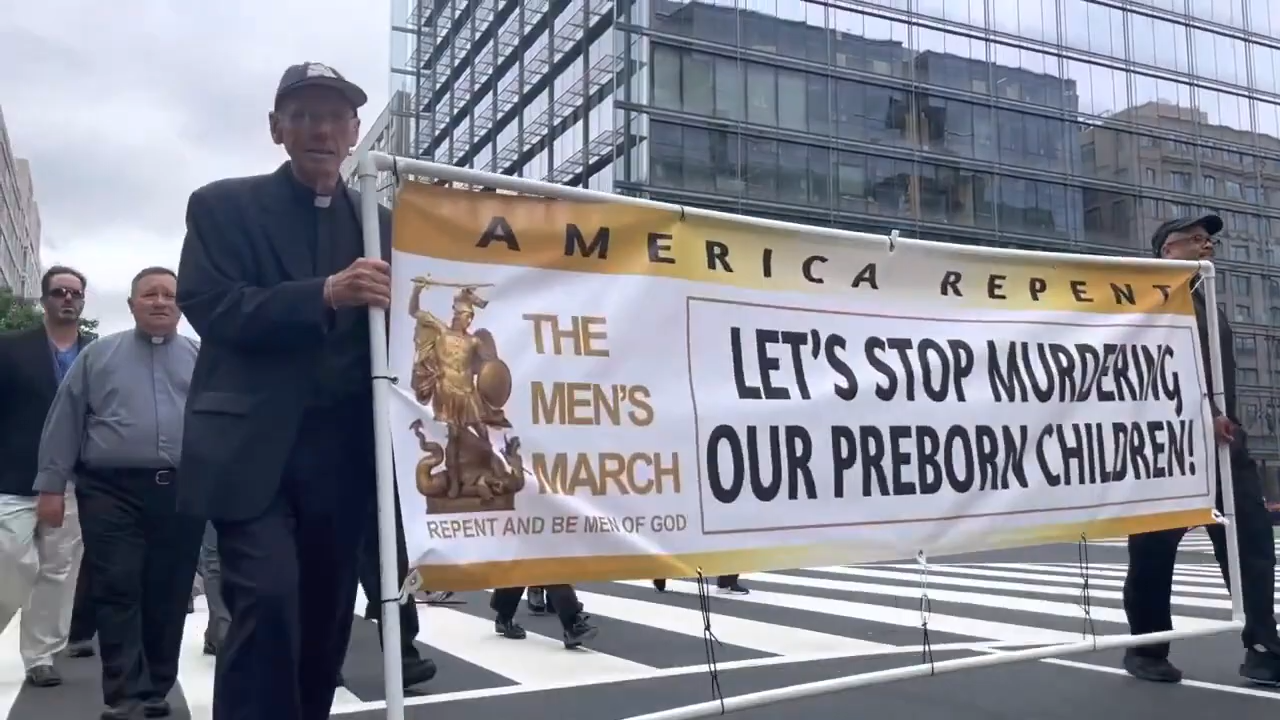 AMERICA REPENT
THE
MEN'S
MARCH
REPENT AND BE MEN OF GOD
LET'S STOP MURDERING
OUR PREBORN CHILDREN!